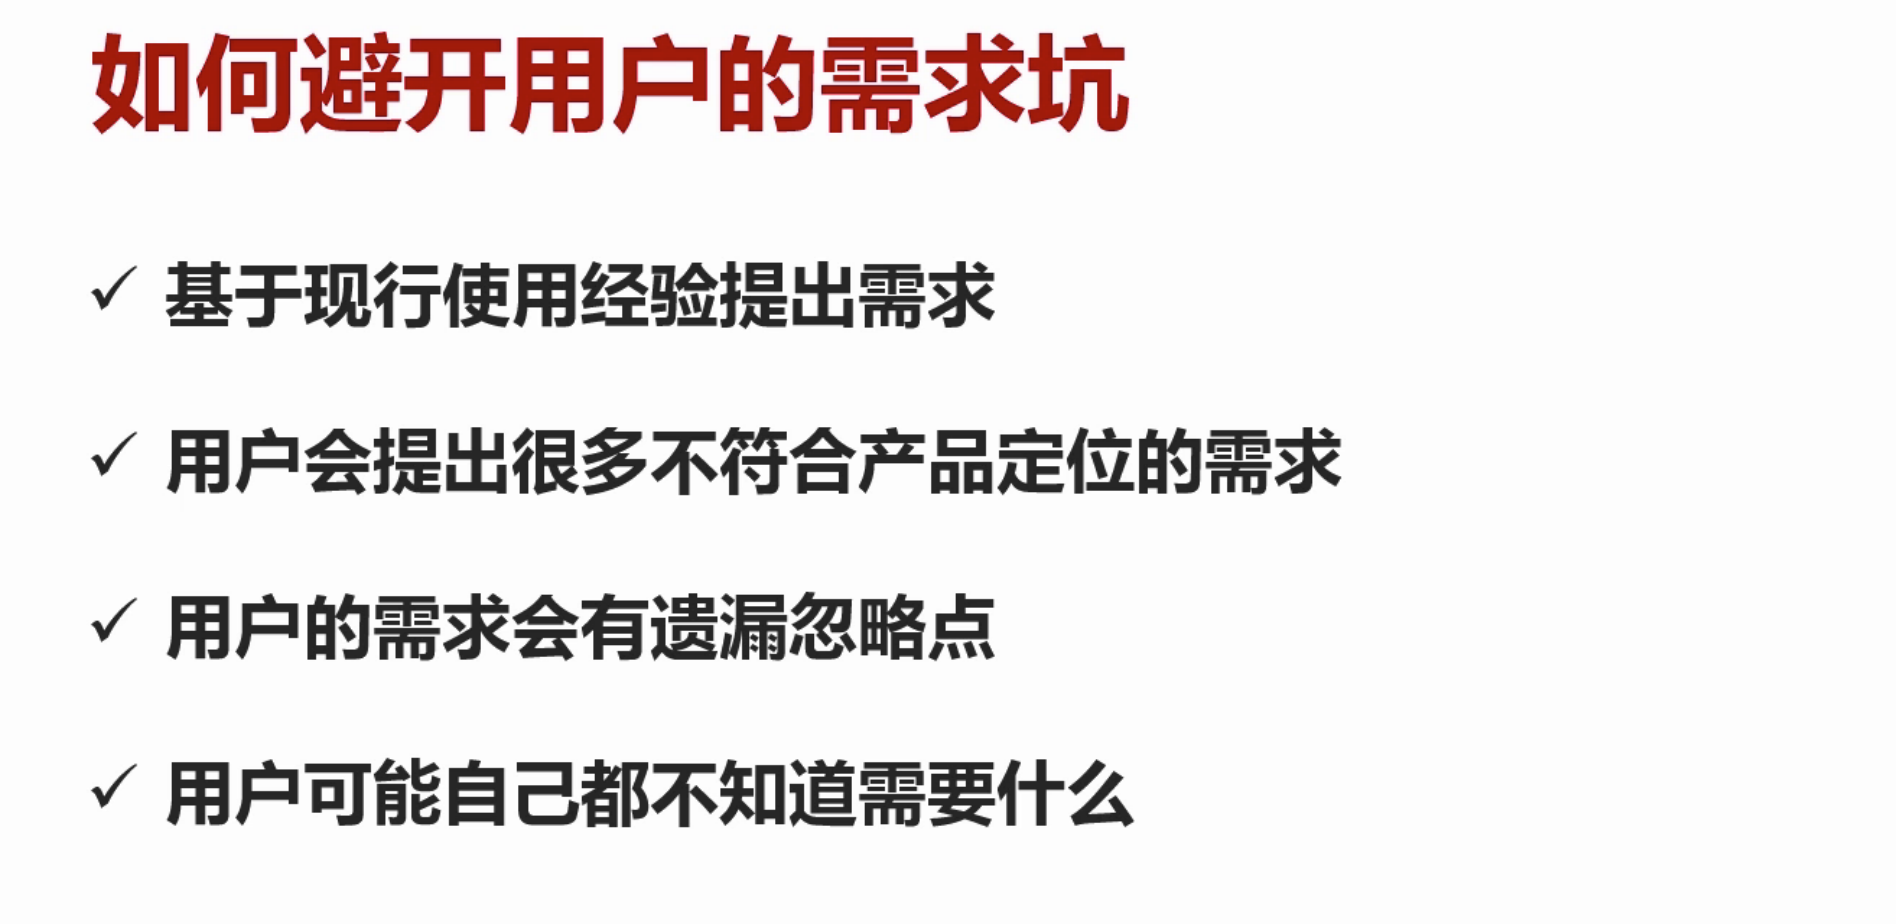 如何避开用户的需求坑
✓ 基于现行使用经验提出需求
✓ 用户会提出很多不符合产品定位的需求
✓ 用户的需求会有遗漏忽略点
✓ 用户可能自己都不知道需要什么